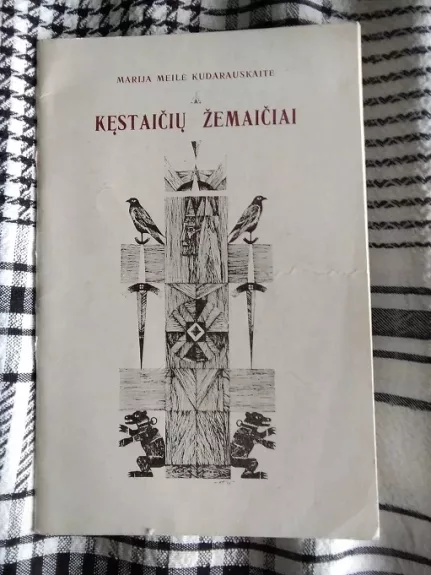 MARIJA MEILĖ KUDARAUSKAITĖ
KĘSTAIČIŲ ŽEMAIČIAI